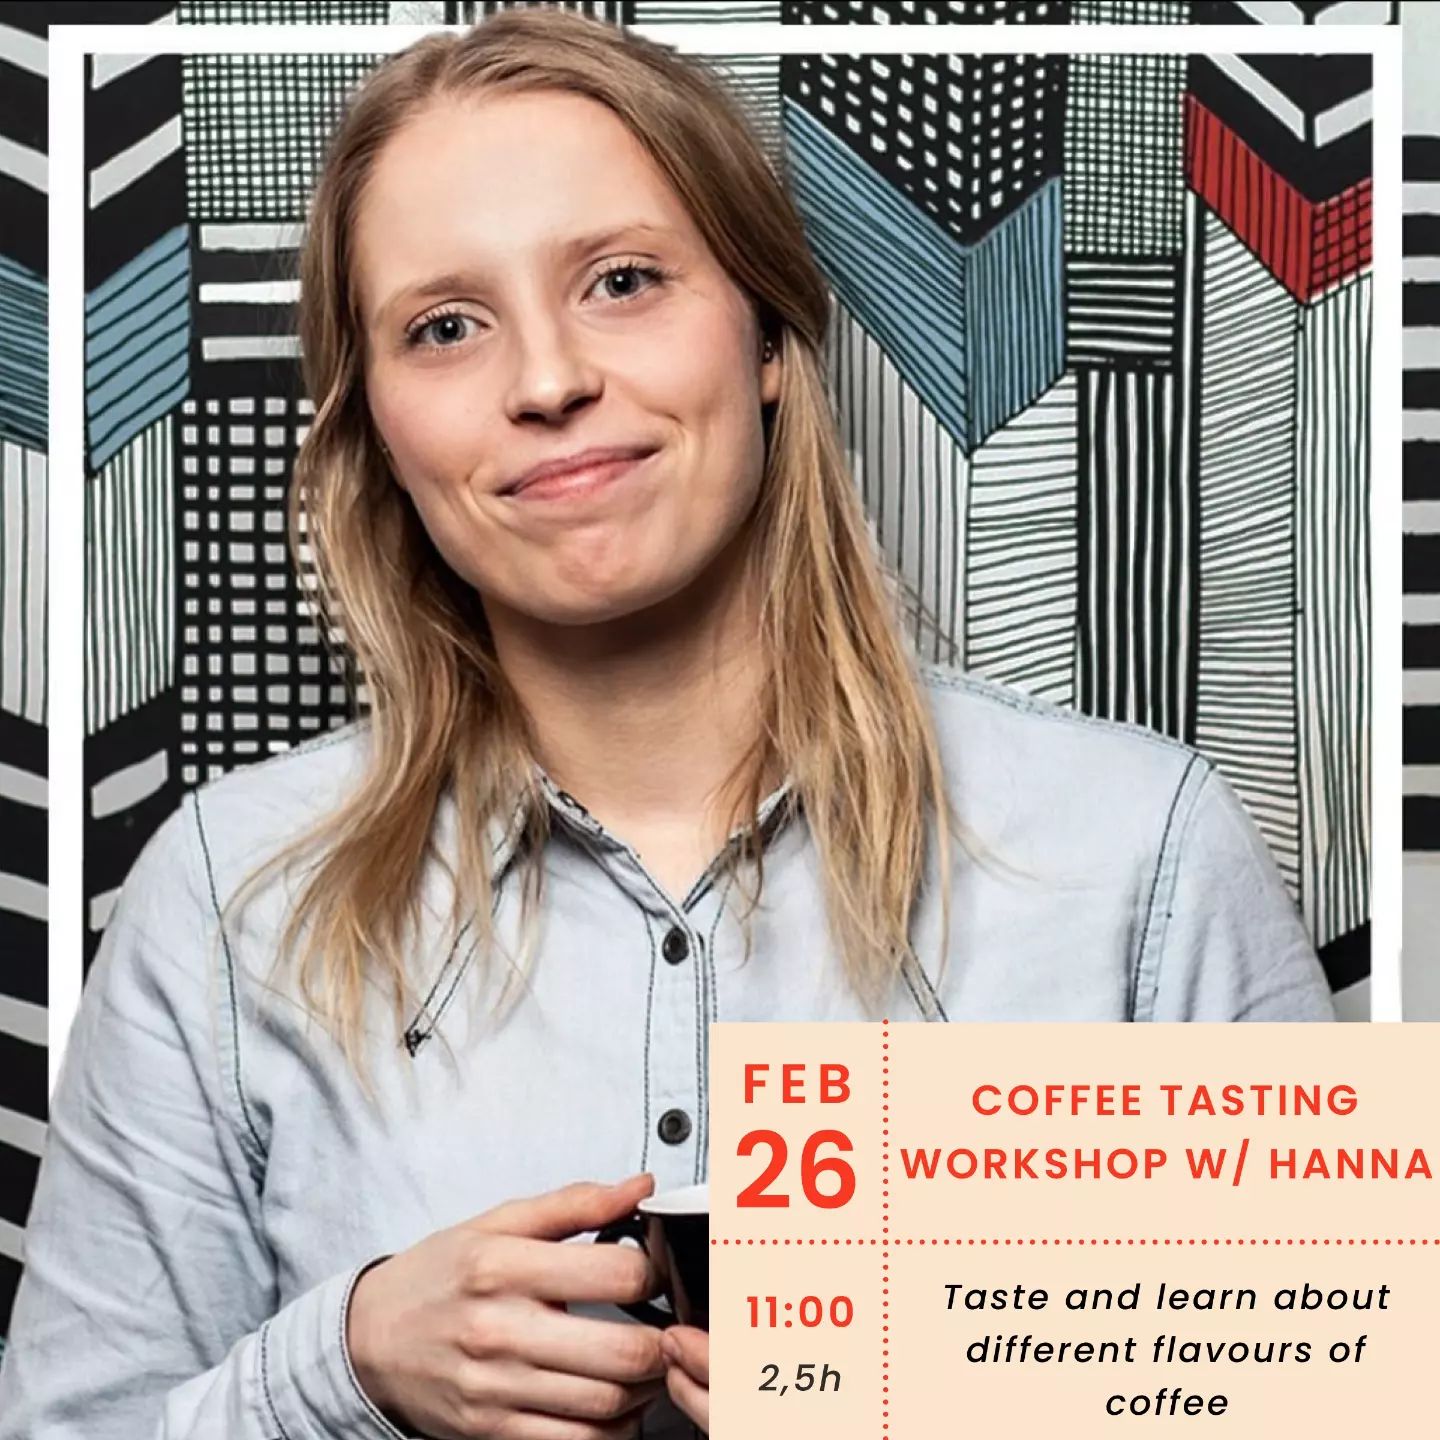 FEB
26
COFFEE TASTING
WORKSHOP W/ HANNA
11:00
2,5h
Taste and learn about
different flavours of
coffee